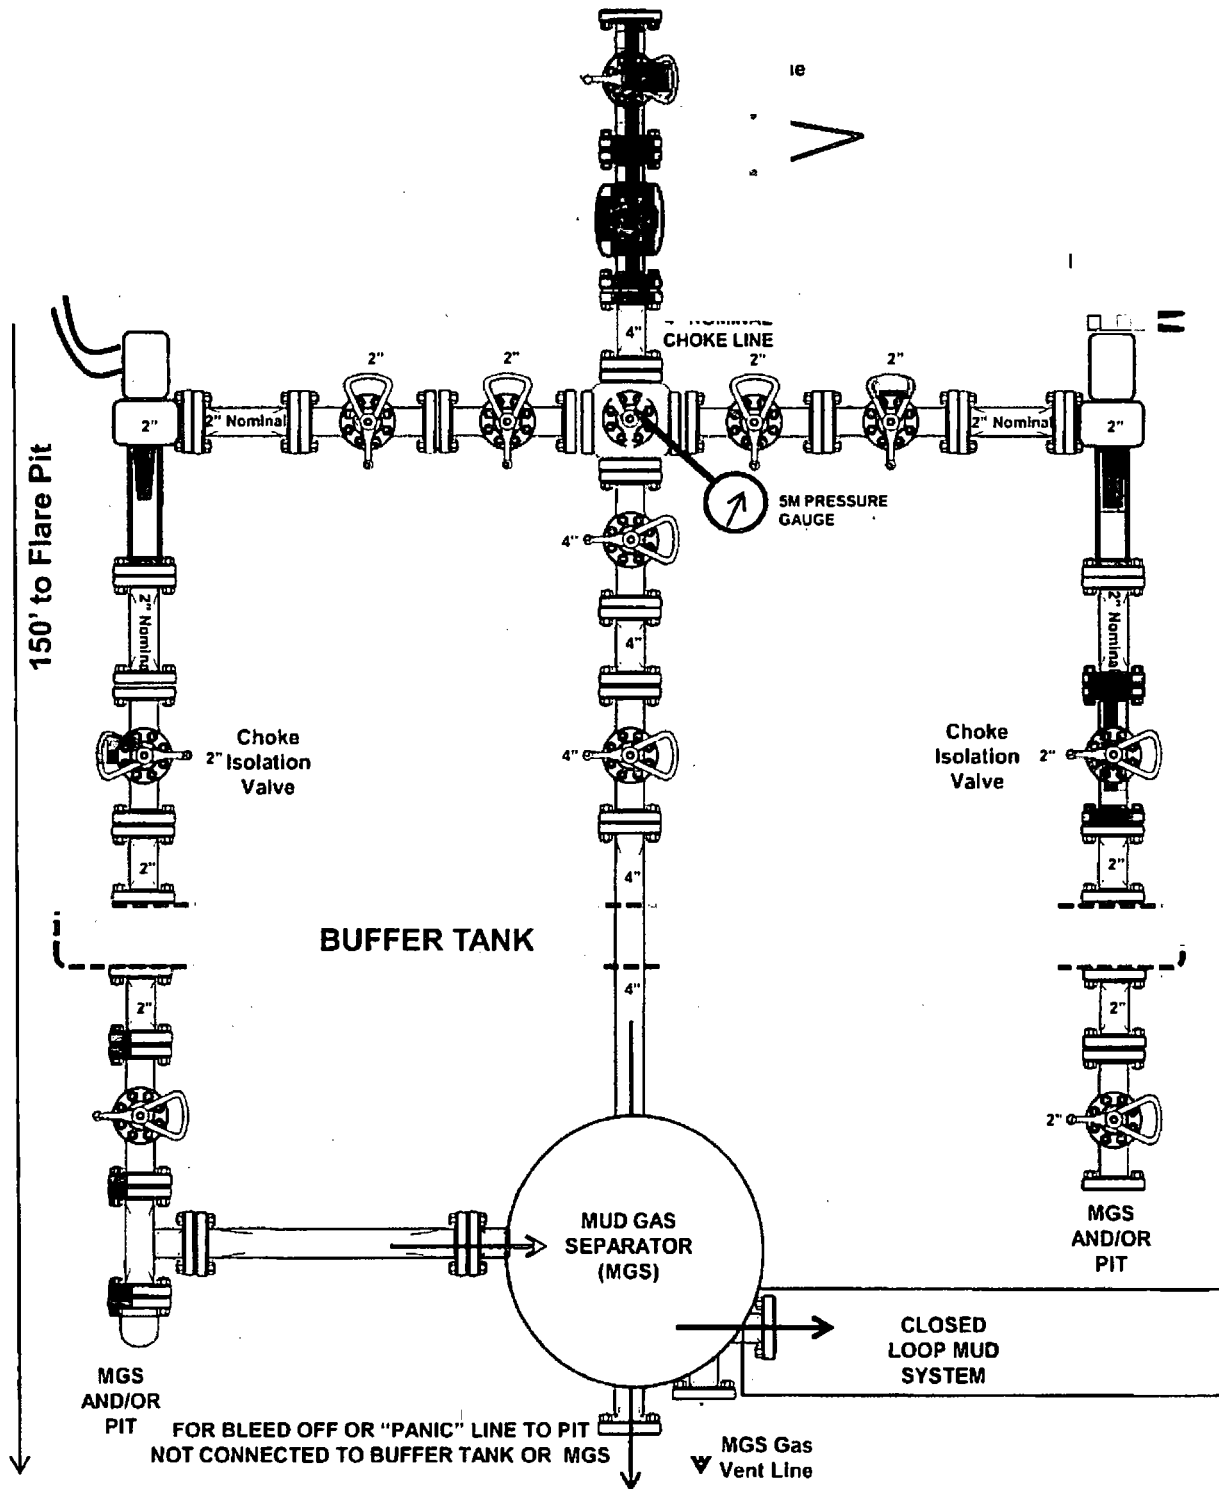 4"
CHOKE LINE
2"
2"
2"
2"
2"
2" Nominal
2" Nominal
2"
5M PRESSURE
GAUGE
150' to Flare Pit
4"
2" Nominal
4"
2" Nominal
Choke
2" Isolation
Valve
4"
Choke
Isolation
Valve
2"
2"
4"
2"
BUFFER TANK
4"
2"
2"
2"
MUD GAS
SEPARATOR
(MGS)
MGS
AND/OR
PIT
CLOSED
LOOP MUD
SYSTEM
MGS
AND/OR
PIT
FOR BLEED OFF OR "PANIC" LINE TO PIT
NOT CONNECTED TO BUFFER TANK OR MGS
MGS Gas
Vent Line